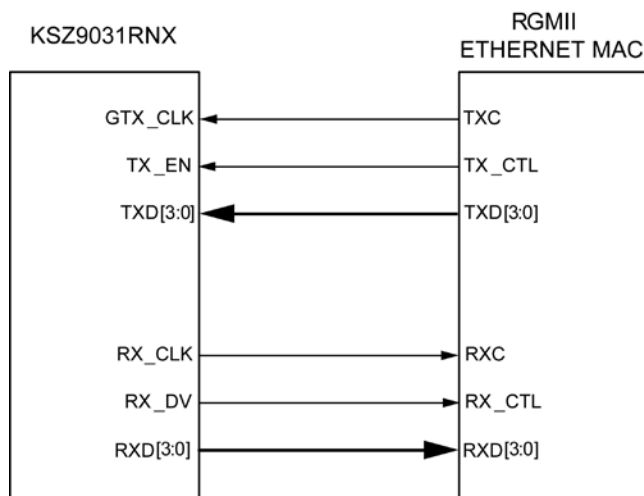 KSZ9031RNX
RGMII
ETHERNET MAC
GTX_CLK
TXC
TX_EN
TX_CTL
TXD[3:0]
TXD[3:0]
RX_CLK
RXC
RX_DV
RX_CTL
RXD[3:0]
RXD[3:0]